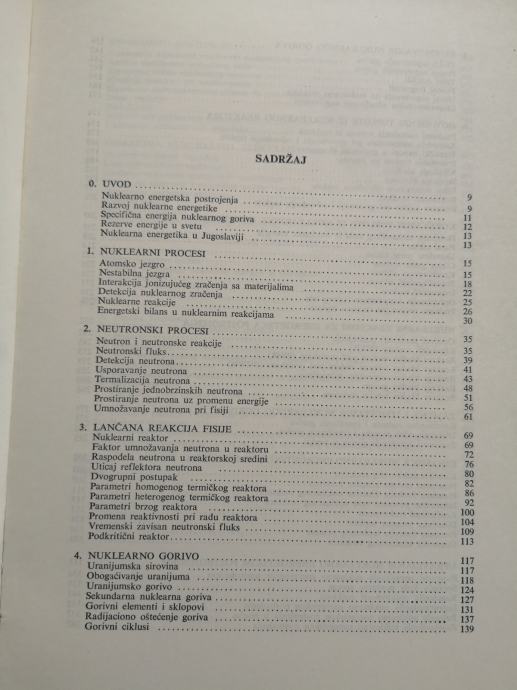 SADRŽAJ
0. UVOD 9
Nuklearno energetska postrojenja 9
Razvoj nuklearne energetike 11
Specifična energija nuklearnog goriva 12
Rezerve energije u svetu 13
Nuklearna energetika u Jugoslaviji 13
1. NUKLEARNI PROCESI 15
Atomsko jezgro 15
Nestabilna jezgra 18
Interakcija jonizujućeg zračenja sa materijalima 22
Detekcija nuklearnog zračenja 25
Nuklearne reakcije 26
Energetski bilans u nuklearnim reakcijama 30
2. NEUTRONSKI PROCESI 35
Neutron i neutronske reakcije 35
Neutronski fluks 39
Detekcija neutrona 41
Usporavanje neutrona 43
Termalizacija neutrona 48
Prostiranje jednobrzinskih neutrona 51
Prostiranje neutrona uz promenu energije 56
Umnožavanje neutrona pri fisiji 61
3. LANČANA REAKCIJA FISIJE 69
Nuklearni reaktor 69
Faktor umnožavanja neutrona u reaktoru 72
Raspodela neutrona u reaktorskoj sredini 76
Uticaj reflektora neutrona 80
Dvogrupni postupak 82
Parametri homogenog termičkog reaktora 86
Parametri heterogenog termičkog reaktora 92
Parametri brzog reaktora 100
Promena reaktivnosti pri radu reaktora 104
Vremenski zavisan neutronski fluks 109
Podkritični reaktor 113
4. NUKLEARNO GORIVO 117
Uranijumska sirovina 117
Obogaćivanje uranijuma 118
Uranijumsko gorivo 124
Sekundarna nuklearna goriva 127
Gorivni elementi i sklopovi 131
Radijaciono oštećenje goriva 137
Gorivni ciklusi 139